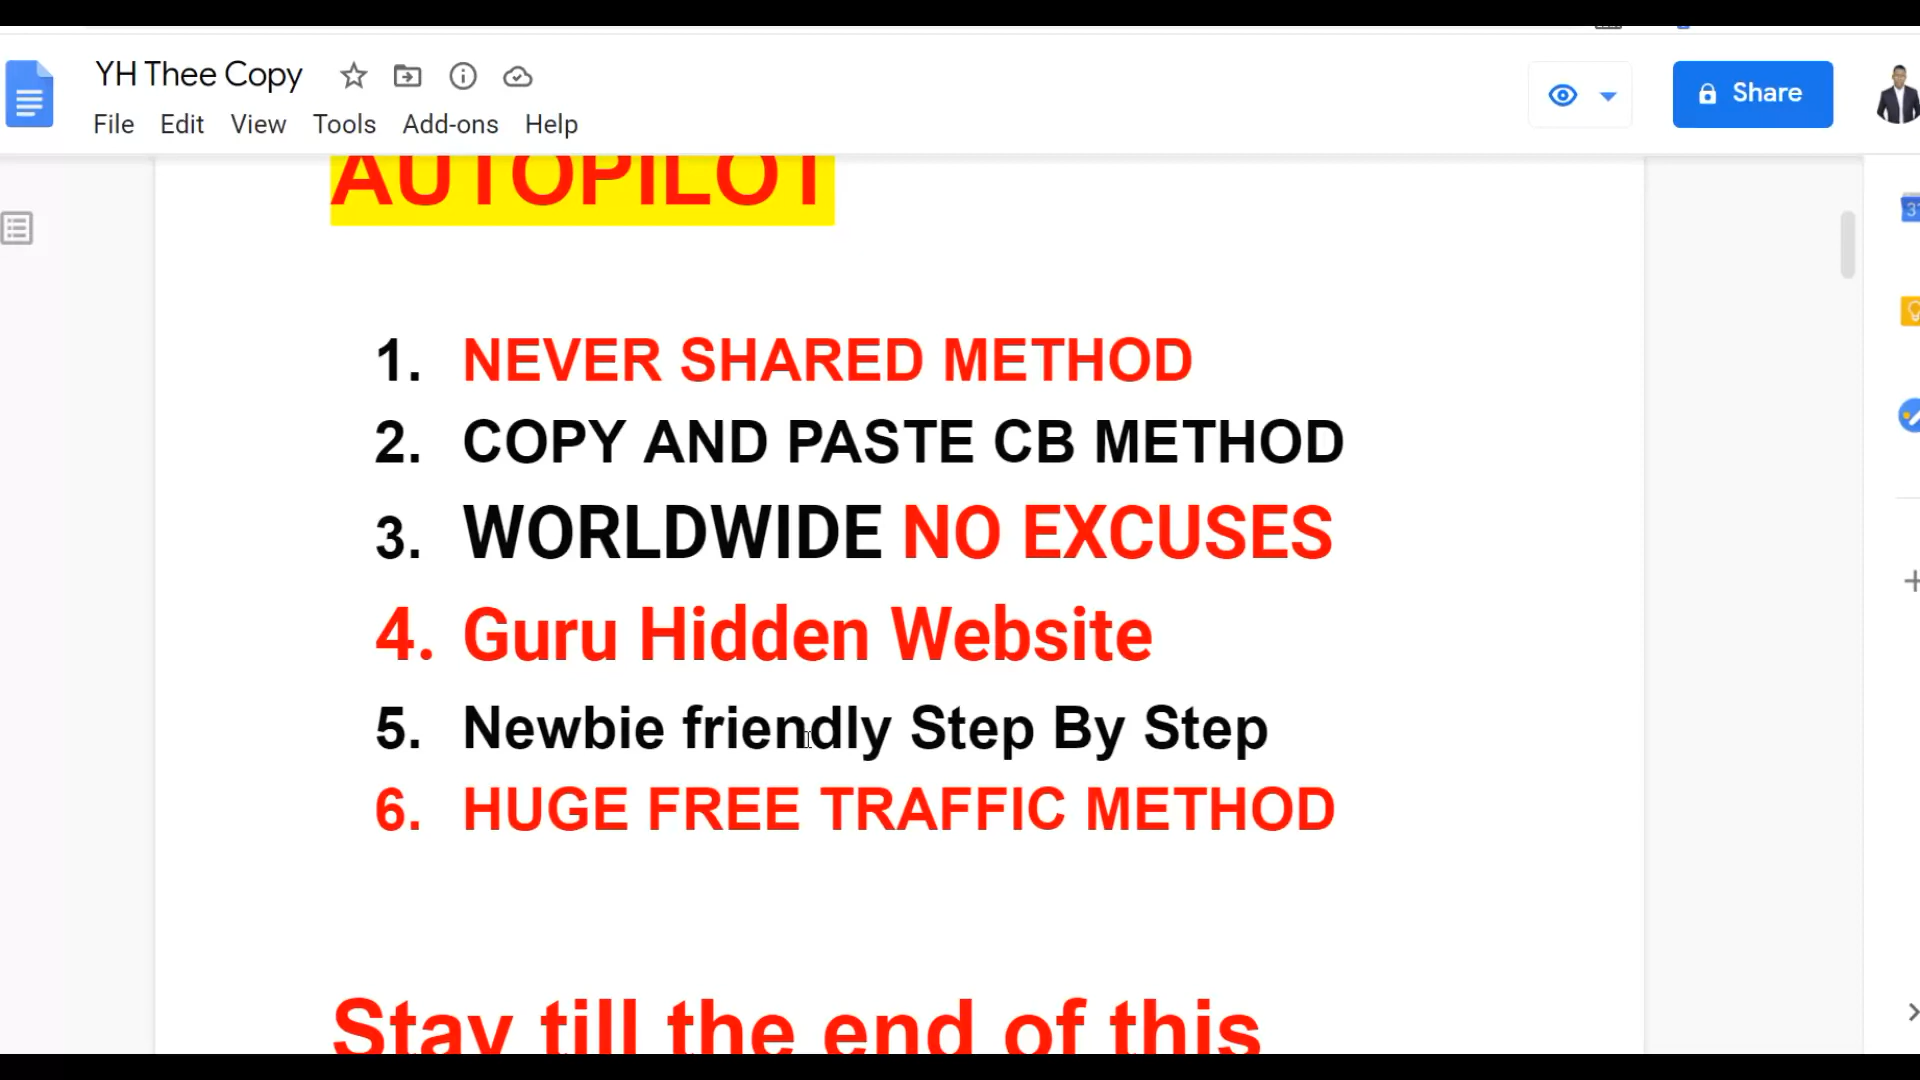 YH Thee Copy
Share
File Edit View Tools Add-ons Help
AUTOPILOT
1. NEVER SHARED METHOD
2. COPY AND PASTE CB METHOD
3. WORLDWIDE NO EXCUSES
4. Guru Hidden Website
5. Newbie friendly Step By Step
6. HUGE FREE TRAFFIC METHOD
Stay till the end of this
31